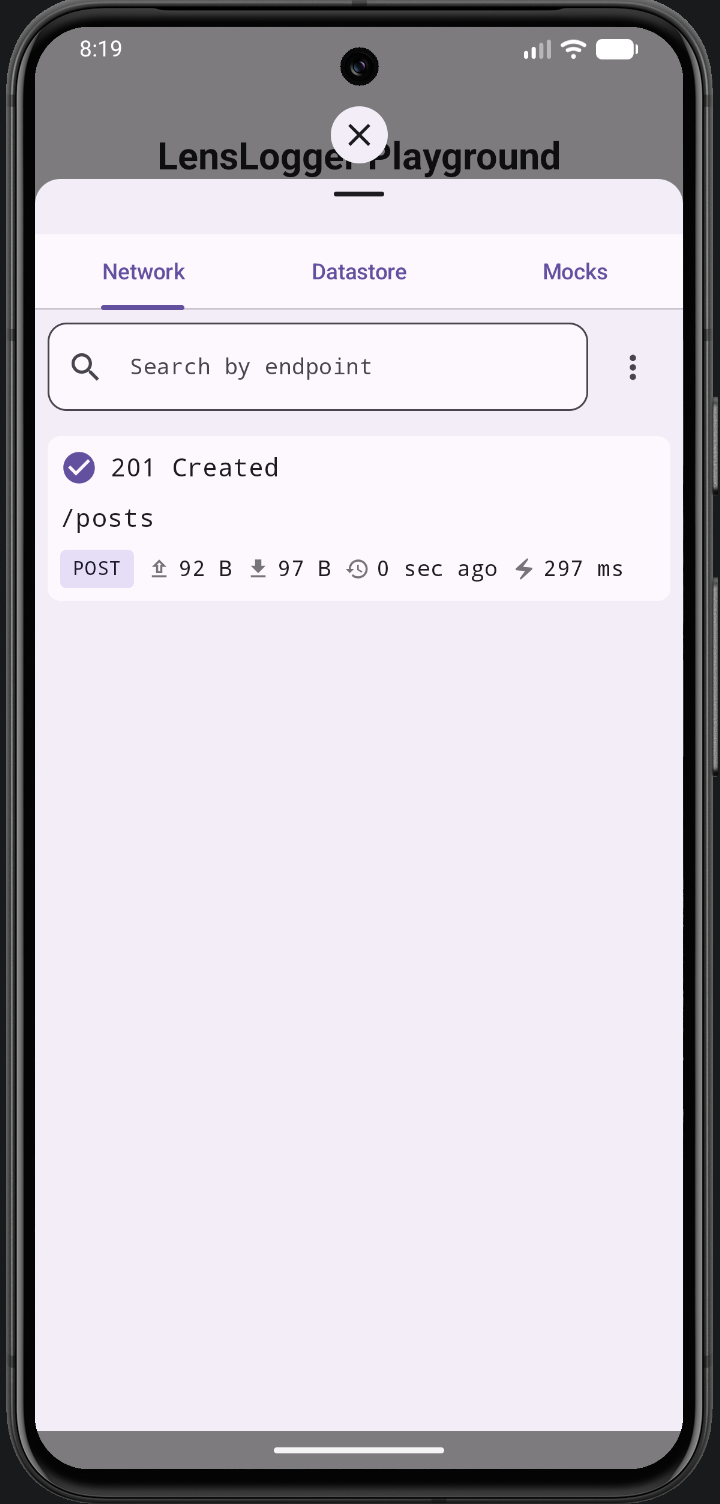 8:19
LensLogger Playground
Network Datastore Mocks
Search by endpoint
201 Created
/posts
POST 92 B 97 B 0 sec ago 297 ms